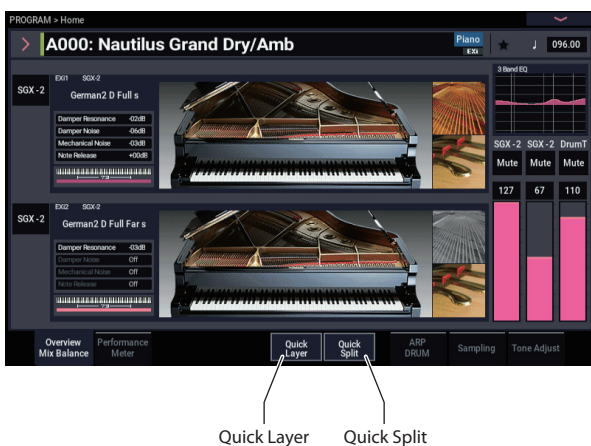 PROGRAM > Home
A000: Nautilus Grand Dry/Amb
Piano
EXi
♩ 096.00
SGX-2
EXi1 SGX-2
German2 D Full s
Damper Resonance -02dB
Damper Noise -06dB
Mechanical Noise -03dB
Note Release +00dB
73
3 Band EQ
SGX-2 SGX-2 DrumT
Mute Mute Mute
127 67 110
SGX-2
EXi2 SGX-2
German2 D Full Far s
Damper Resonance -03dB
Damper Noise Off
Mechanical Noise Off
Note Release Off
73
Overview
Mix Balance
Performance
Meter
Quick
Layer
Quick
Split
ARP
DRUM
Sampling
Tone Adjust
Quick Layer Quick Split